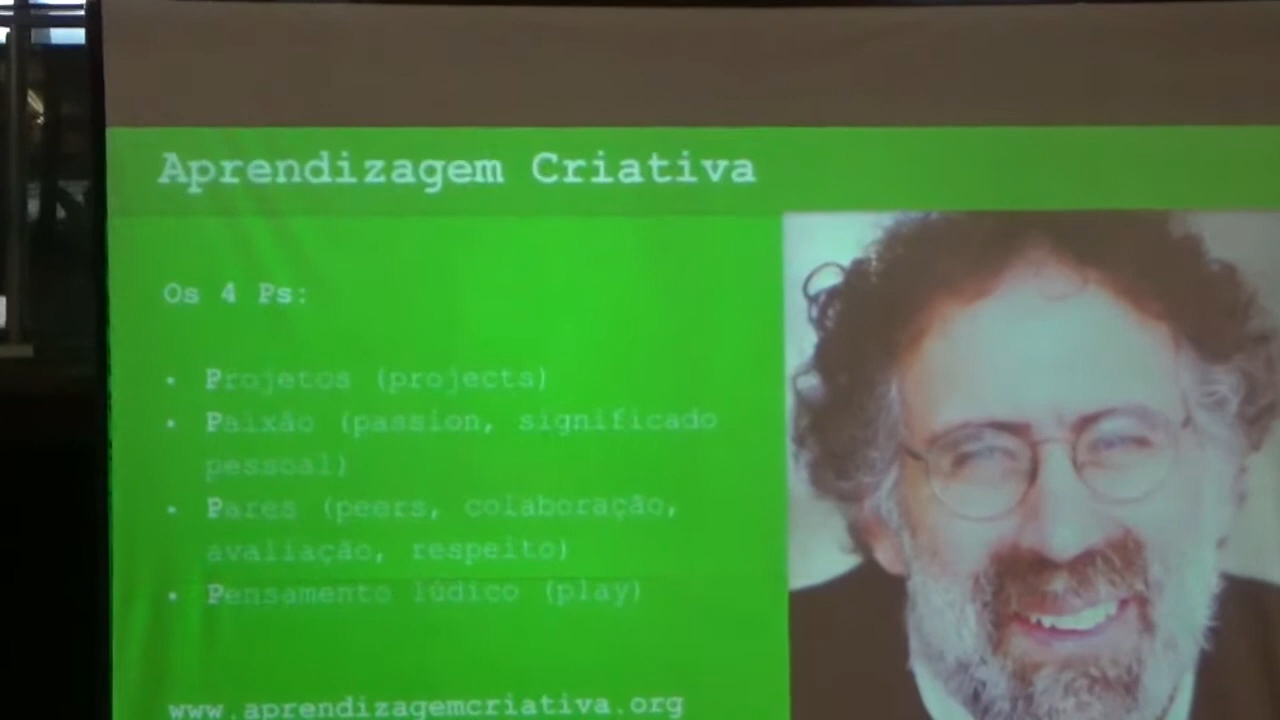 Aprendizagem Criativa
Os 4 Ps:
• Projetos (projects)
• Paixão (passion, significado
pessoal)
• Pares (peers, colaboração,
avaliação, respeito)
• Pensamento lúdico (play)
www.aprendizagemcriativa.org